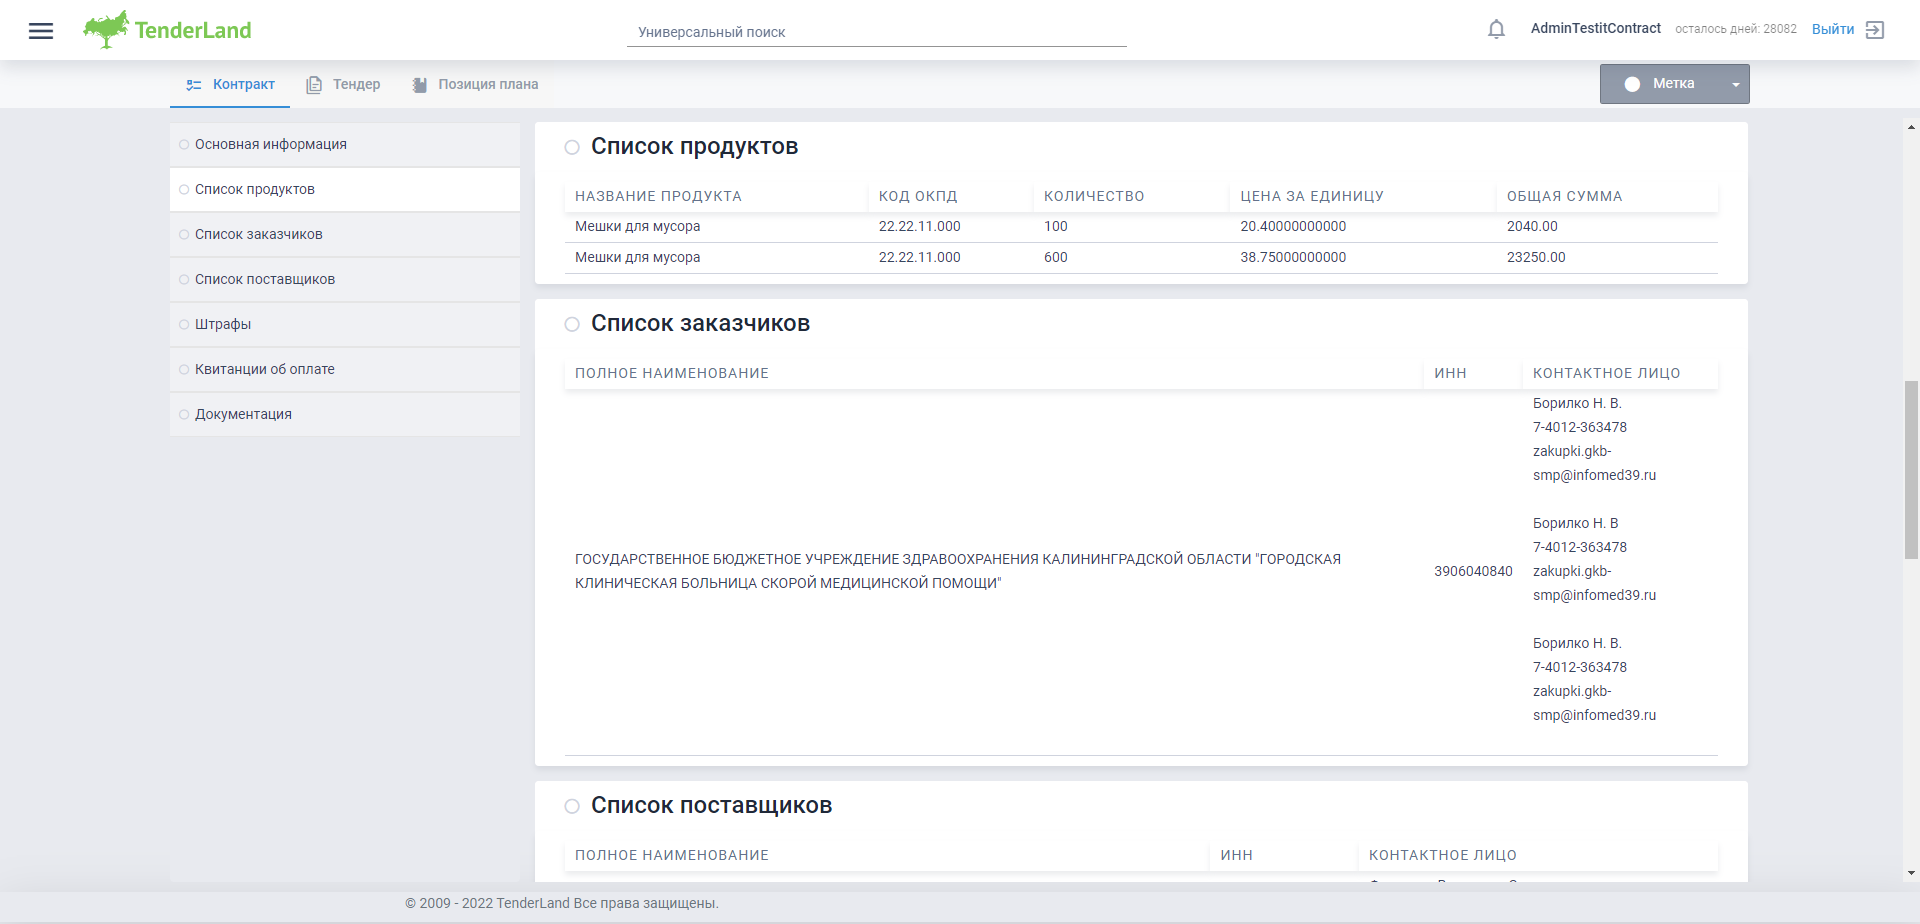 TenderLand
Универсальный поиск
AdminTestitContract осталось дней: 28082 Выйти
Контракт Тендер Позиция плана
Метка
Основная информация
Список продуктов
Список заказчиков
Список поставщиков
Штрафы
Квитанции об оплате
Документация
Список продуктов
НАЗВАНИЕ ПРОДУКТА КОД ОКПД КОЛИЧЕСТВО ЦЕНА ЗА ЕДИНИЦУ ОБЩАЯ СУММА
Мешки для мусора 22.22.11.000 100 20.40000000000 2040.00
Мешки для мусора 22.22.11.000 600 38.75000000000 23250.00
Список заказчиков
ПОЛНОЕ НАИМЕНОВАНИЕ ИНН КОНТАКТНОЕ ЛИЦО
ГОСУДАРСТВЕННОЕ БЮДЖЕТНОЕ УЧРЕЖДЕНИЕ ЗДРАВООХРАНЕНИЯ КАЛИНИНГРАДСКОЙ ОБЛАСТИ "ГОРОДСКАЯ
КЛИНИЧЕСКАЯ БОЛЬНИЦА СКОРОЙ МЕДИЦИНСКОЙ ПОМОЩИ"
3906040840
Борилко Н. В.
7-4012-363478
zakupki.gkb-
smp@infomed39.ru
Борилко Н. В
7-4012-363478
zakupki.gkb-
smp@infomed39.ru
Борилко Н. В.
7-4012-363478
zakupki.gkb-
smp@infomed39.ru
Список поставщиков
ПОЛНОЕ НАИМЕНОВАНИЕ ИНН КОНТАКТНОЕ ЛИЦО
© 2009 - 2022 TenderLand Все права защищены.